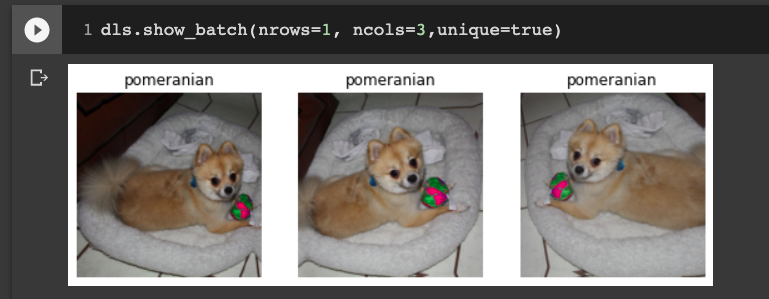 1 dls.show_batch(nrows=1, ncols=3,unique=true)
pomeranian pomeranian pomeranian